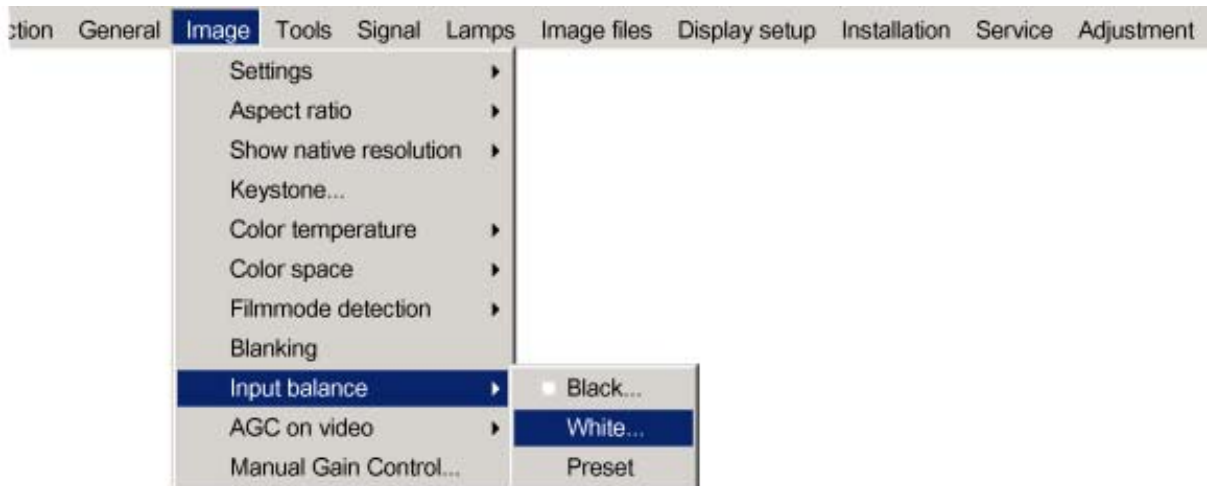 ction General Image Tools Signal Lamps Image files Display setup Installation Service Adjustment
Settings
Aspect ratio
Show native resolution
Keystone...
Color temperature
Color space
Filmmode detection
Blanking
Input balance Black...
AGC on video White...
Manual Gain Control... Preset